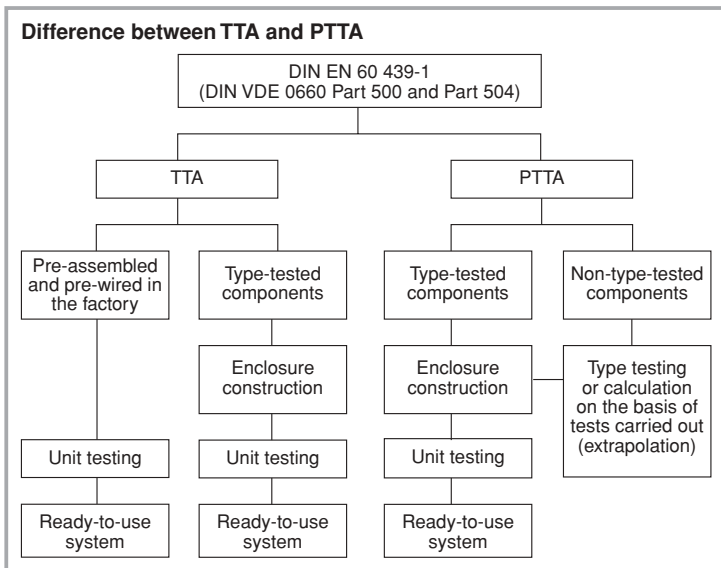 Difference between TTA and PTTA
DIN EN 60 439-1
(DIN VDE 0660 Part 500 and Part 504)
TTA
PTTA
Pre-assembled
and pre-wired in
the factory
Type-tested
components
Type-tested
components
Non-type-tested
components
Enclosure
construction
Enclosure
construction
Type testing
or calculation
on the basis of
tests carried out
(extrapolation)
Unit testing
Unit testing
Unit testing
Ready-to-use
system
Ready-to-use
system
Ready-to-use
system